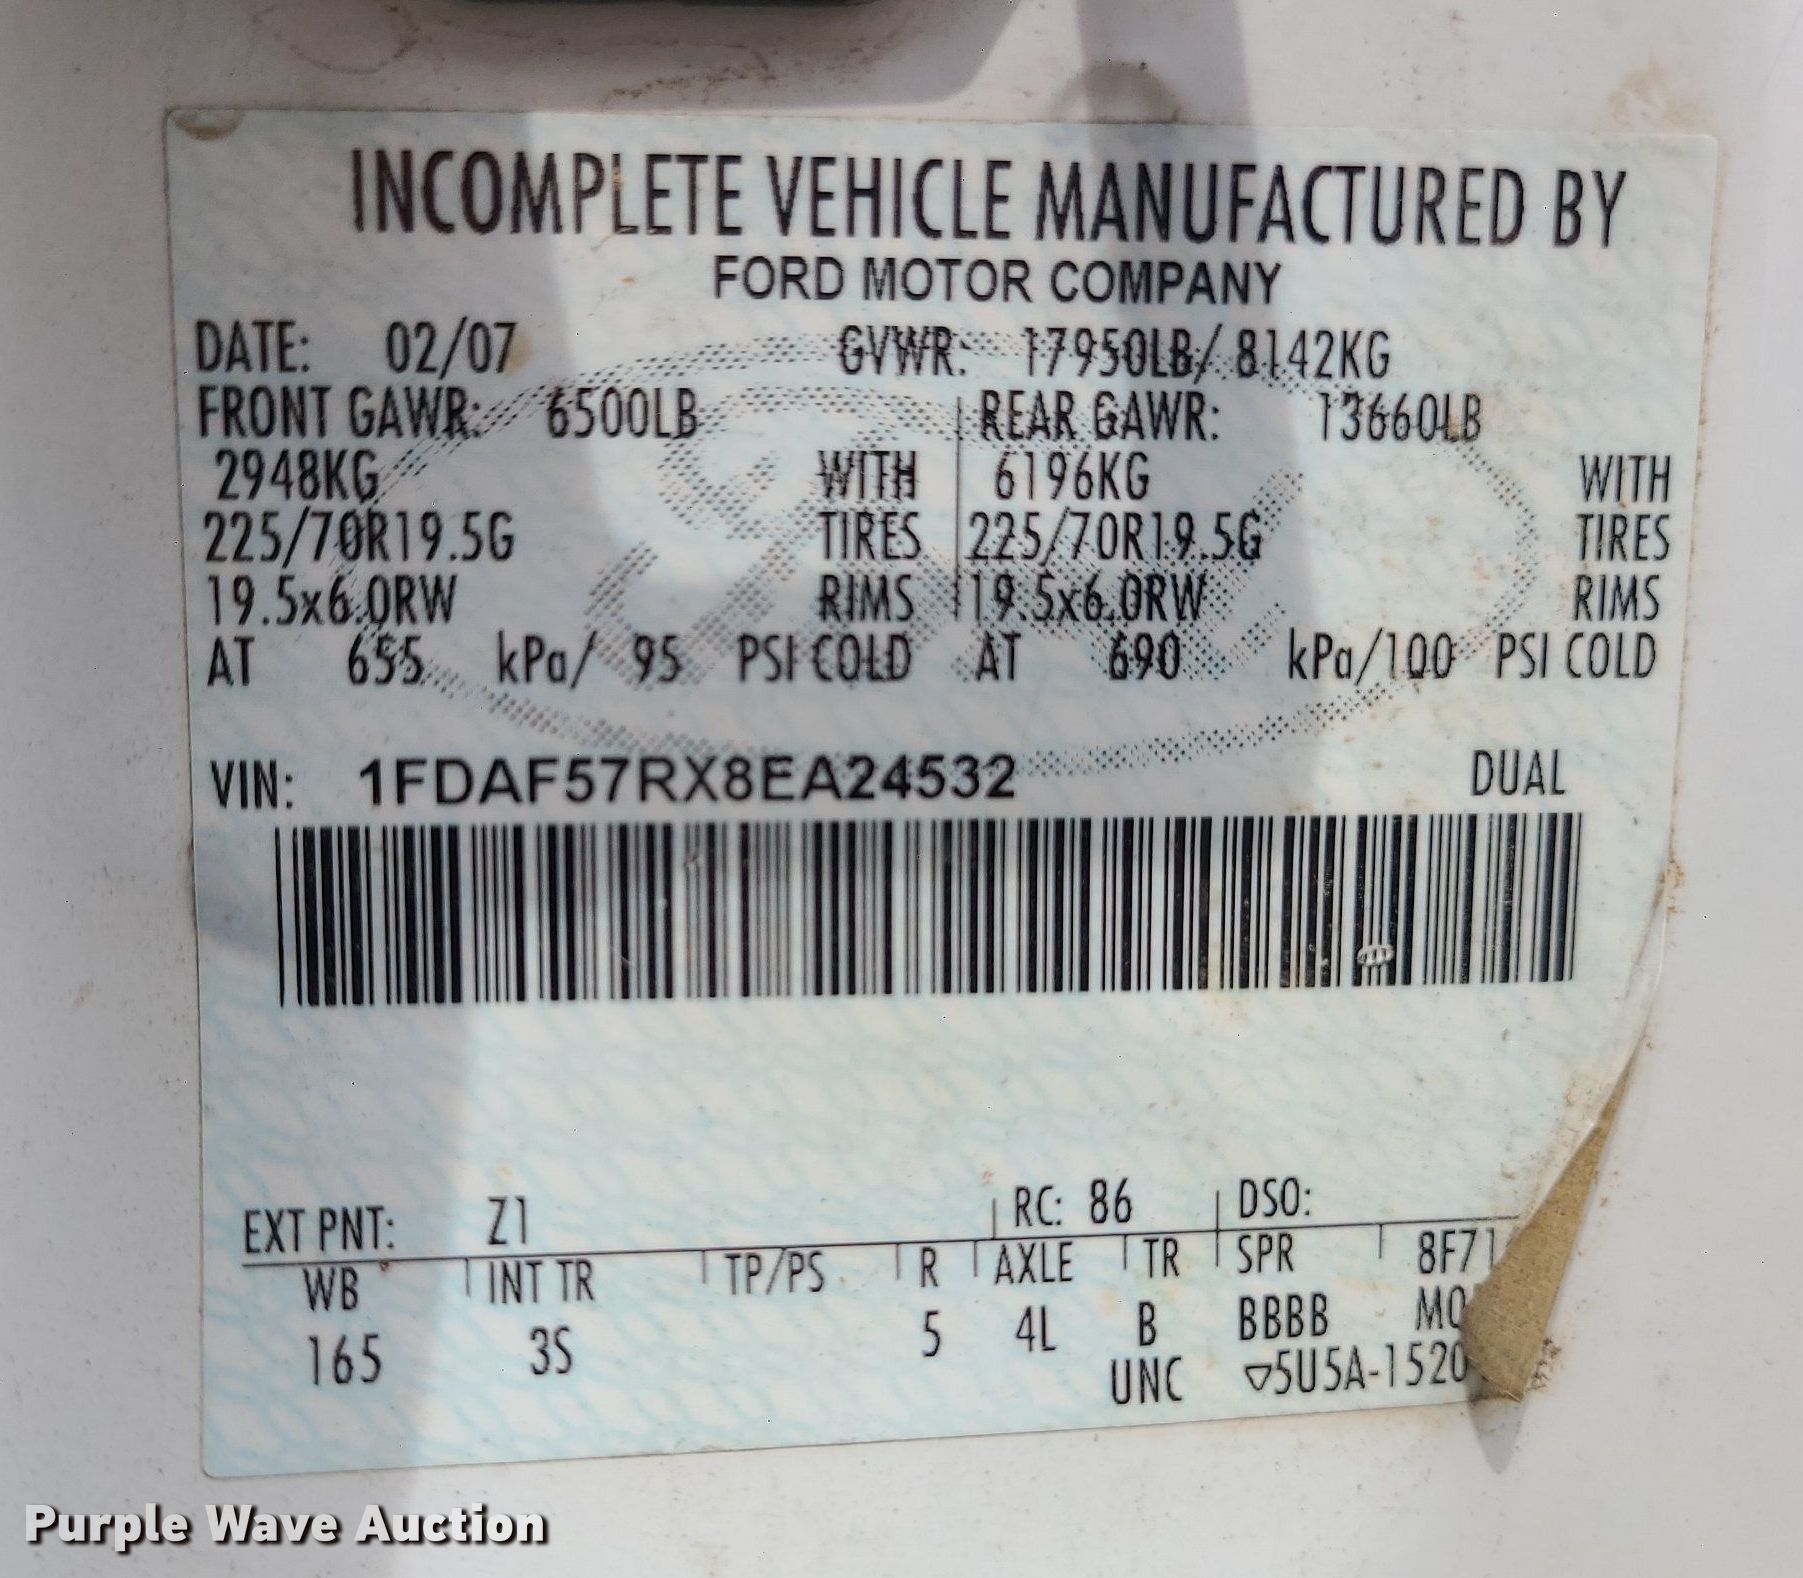 INCOMPLETE VEHICLE MANUFACTURED BY
FORD MOTOR COMPANY
DATE: 02/07 GVWR: 17950LB/ 8142KG
FRONT GAWR: 6500LB REAR GAWR: 13660LB
2948KG WITH 6196KG WITH
225/70R19.5G TIRES 225/70R19.5G TIRES
19.5x6.0RW RIMS 19.5x6.0RW RIMS
AT 655 kPa/ 95 PSI COLD AT 690 kPa/100 PSI COLD
VIN: 1FDAF57RX8EA24532 DUAL
EXT PNT: Z1 RC: 86 DSO:
WB INT TR TP/PS R AXLE TR SPR 8F71
165 3S 5 4L B BBBB
UNC ▽5U5A-1520
Purple Wave Auction